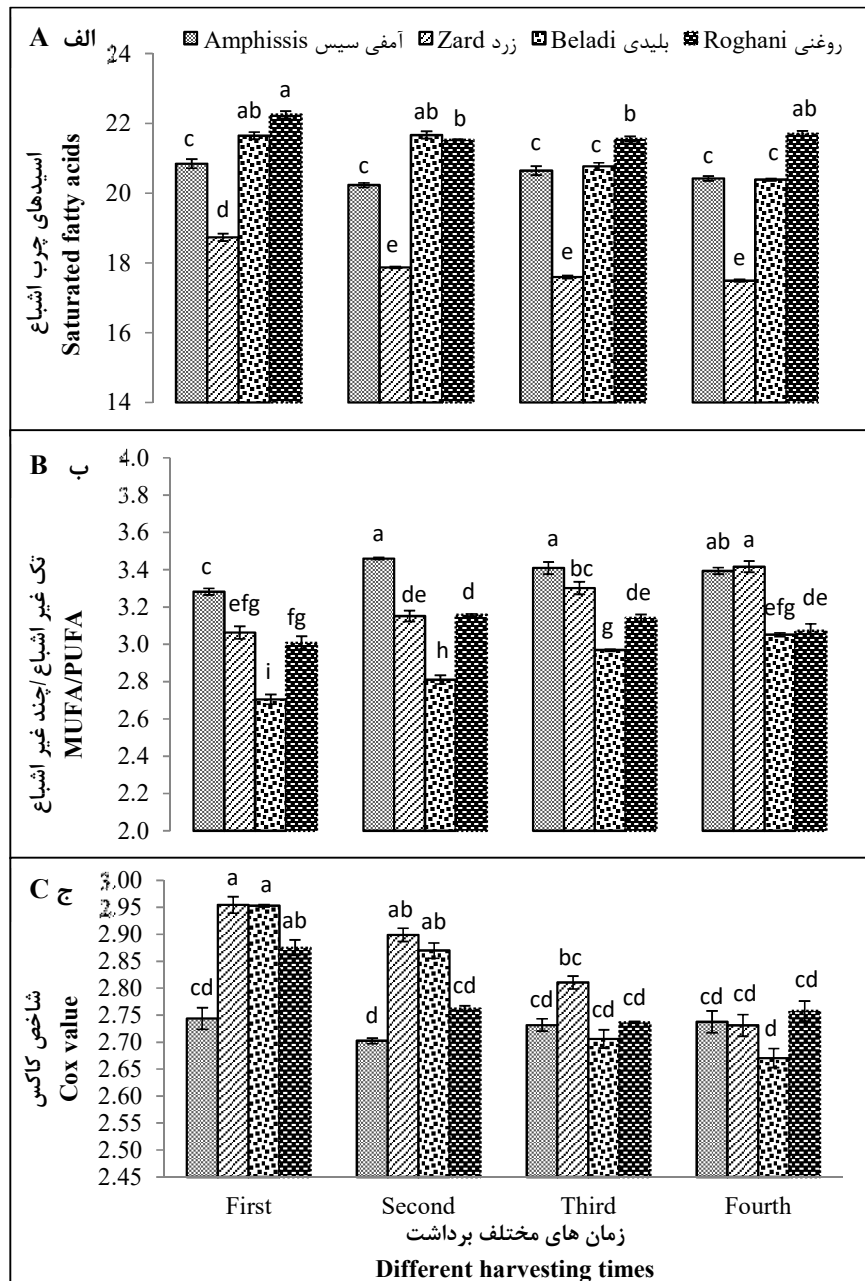 A الف
Amphissis آمفی سیس Zard زرد Beladi بلیدی Roghani روغنی
24
22
20
18
16
14
اسیدهای چرب اشباع
Saturated fatty acids
c d ab a
c e ab b
c e c b
c e c ab
B ب
4.0
3.8
3.6
3.4
3.2
3.0
2.8
2.6
2.4
2.2
2.0
تک غیر اشباع/چند غیر اشباع
MUFA/PUFA
c efg i fg
a de h d
a bc g de
ab a efg de
C ج
3.00
2.95
2.90
2.85
2.80
2.75
2.70
2.65
2.60
2.55
2.50
2.45
شاخص کاکس
Cox value
cd a a ab
d ab ab cd
cd bc cd cd
cd cd d cd
First Second Third Fourth
زمان های مختلف برداشت
Different harvesting times